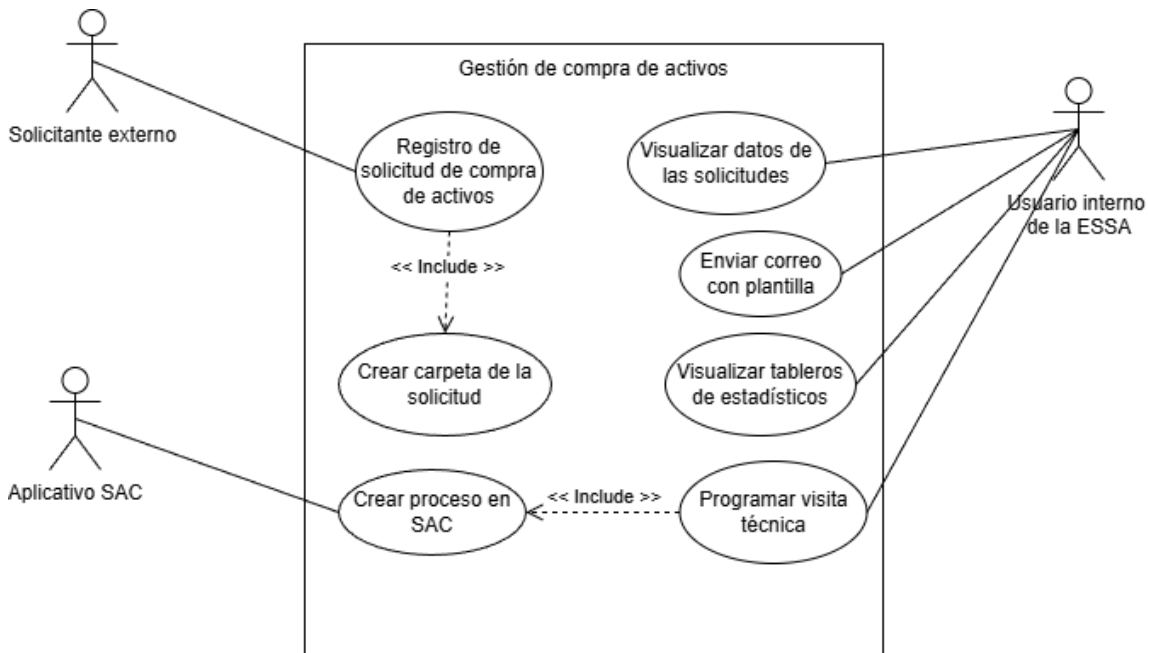 Gestión de compra de activos
Solicitante externo
Registro de
solicitud de compra
de activos
Visualizar datos de
las solicitudes
Usuario interno
de la ESSA
<< Include >>
Enviar correo
con plantilla
Crear carpeta de la
solicitud
Visualizar tableros
de estadísticos
Aplicativo SAC
Crear proceso en
SAC
<< Include >>
Programar visita
técnica